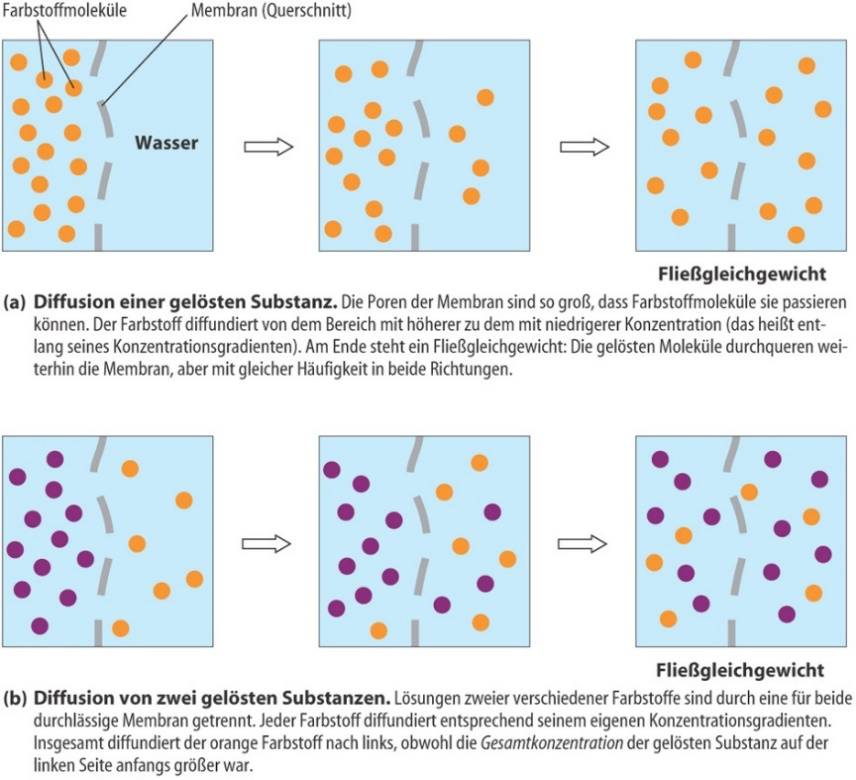 Farbstoffmoleküle
Membran (Querschnitt)
Wasser
Fließgleichgewicht
(a) Diffusion einer gelösten Substanz. Die Poren der Membran sind so groß, dass Farbstoffmoleküle sie passieren
können. Der Farbstoff diffundiert von dem Bereich mit höherer zu dem mit niedrigerer Konzentration (das heißt ent-
lang seines Konzentrationsgradienten). Am Ende steht ein Fließgleichgewicht: Die gelösten Moleküle durchqueren wei-
terhin die Membran, aber mit gleicher Häufigkeit in beide Richtungen.
Fließgleichgewicht
(b) Diffusion von zwei gelösten Substanzen. Lösungen zweier verschiedener Farbstoffe sind durch eine für beide
durchlässige Membran getrennt. Jeder Farbstoff diffundiert entsprechend seinem eigenen Konzentrationsgradienten.
Insgesamt diffundiert der orange Farbstoff nach links, obwohl die Gesamtkonzentration der gelösten Substanz auf der
linken Seite anfangs größer war.